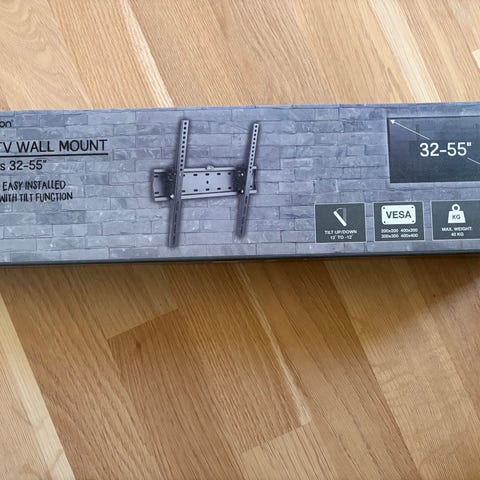 on®
TV WALL MOUNT
s 32-55"
EASY INSTALLED
WITH TILT FUNCTION
32-55"
TILT UP/DOWN
12° TO -12°
VESA
200x200 400x200
300x300 400x400
KG
MAX. WEIGHT:
40 KG